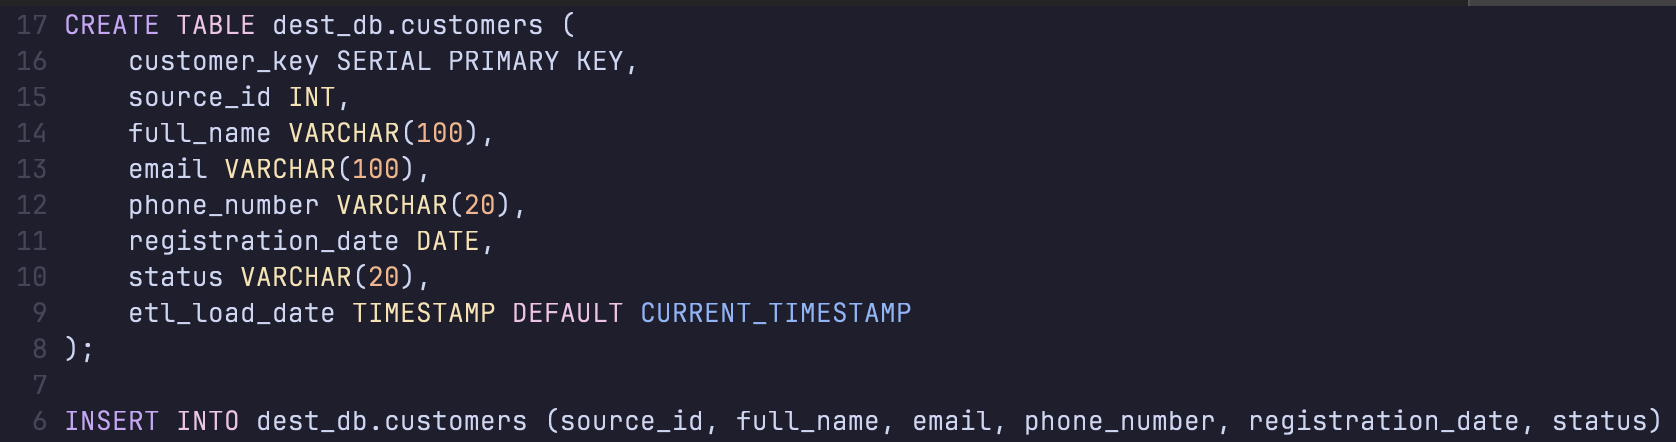 17 CREATE TABLE dest_db.customers (
16     customer_key SERIAL PRIMARY KEY,
15     source_id INT,
14     full_name VARCHAR(100),
13     email VARCHAR(100),
12     phone_number VARCHAR(20),
11     registration_date DATE,
10     status VARCHAR(20),
9     etl_load_date TIMESTAMP DEFAULT CURRENT_TIMESTAMP
8 );
7
6 INSERT INTO dest_db.customers (source_id, full_name, email, phone_number, registration_date, status)